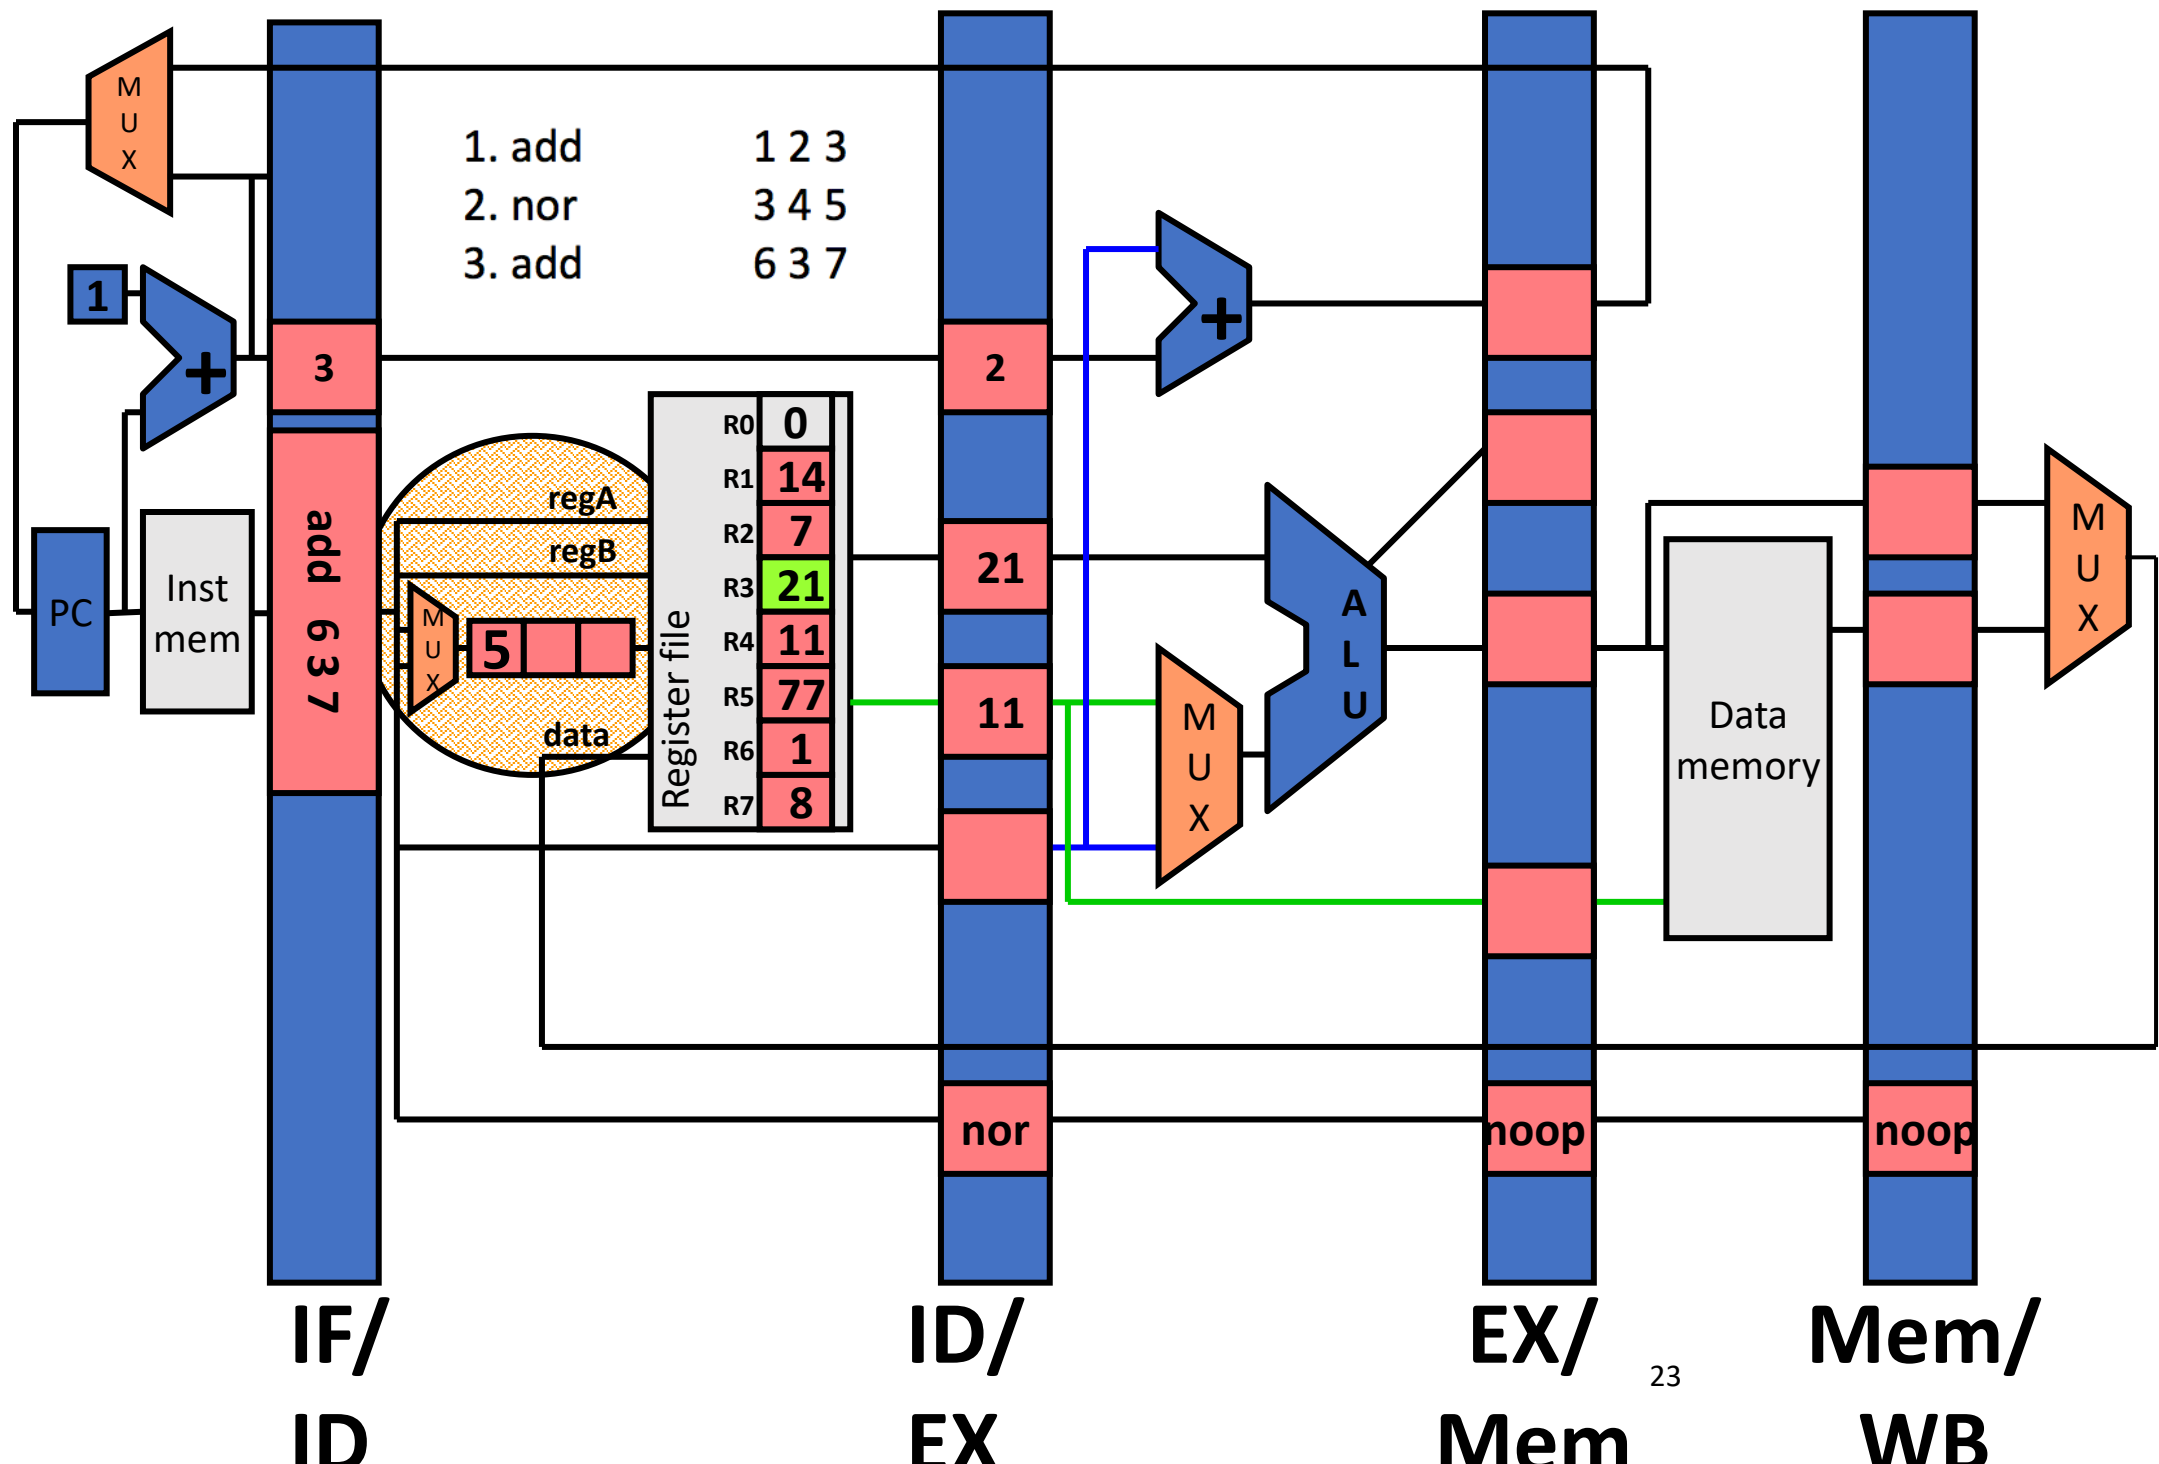 M
U
X
1. add 1 2 3
2. nor 3 4 5
3. add 6 3 7
1
+
+
3
2
R0 0
R1 14
R2 7
R3 21
R4 11
R5 77
R6 1
R7 8
Register file
regA
regB
M
U
X
5
data
add 6 3 7
PC
Inst
mem
21
11
A
L
U
M
U
X
Data
memory
M
U
X
nor
noop
noop
IF/
ID
ID/
EX
EX/
Mem
23
Mem/
WB